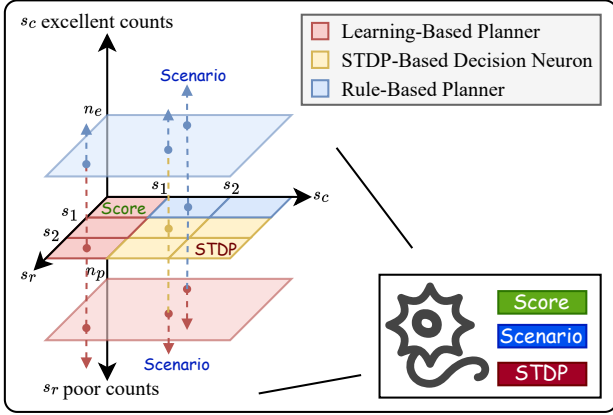 s_c excellent counts
Learning-Based Planner
STDP-Based Decision Neuron
Rule-Based Planner
Scenario
n_e
s_1
s_2
s_c
Score
s_1
s_2
STDP
s_r
n_p
Scenario
s_r poor counts
Score
Scenario
STDP